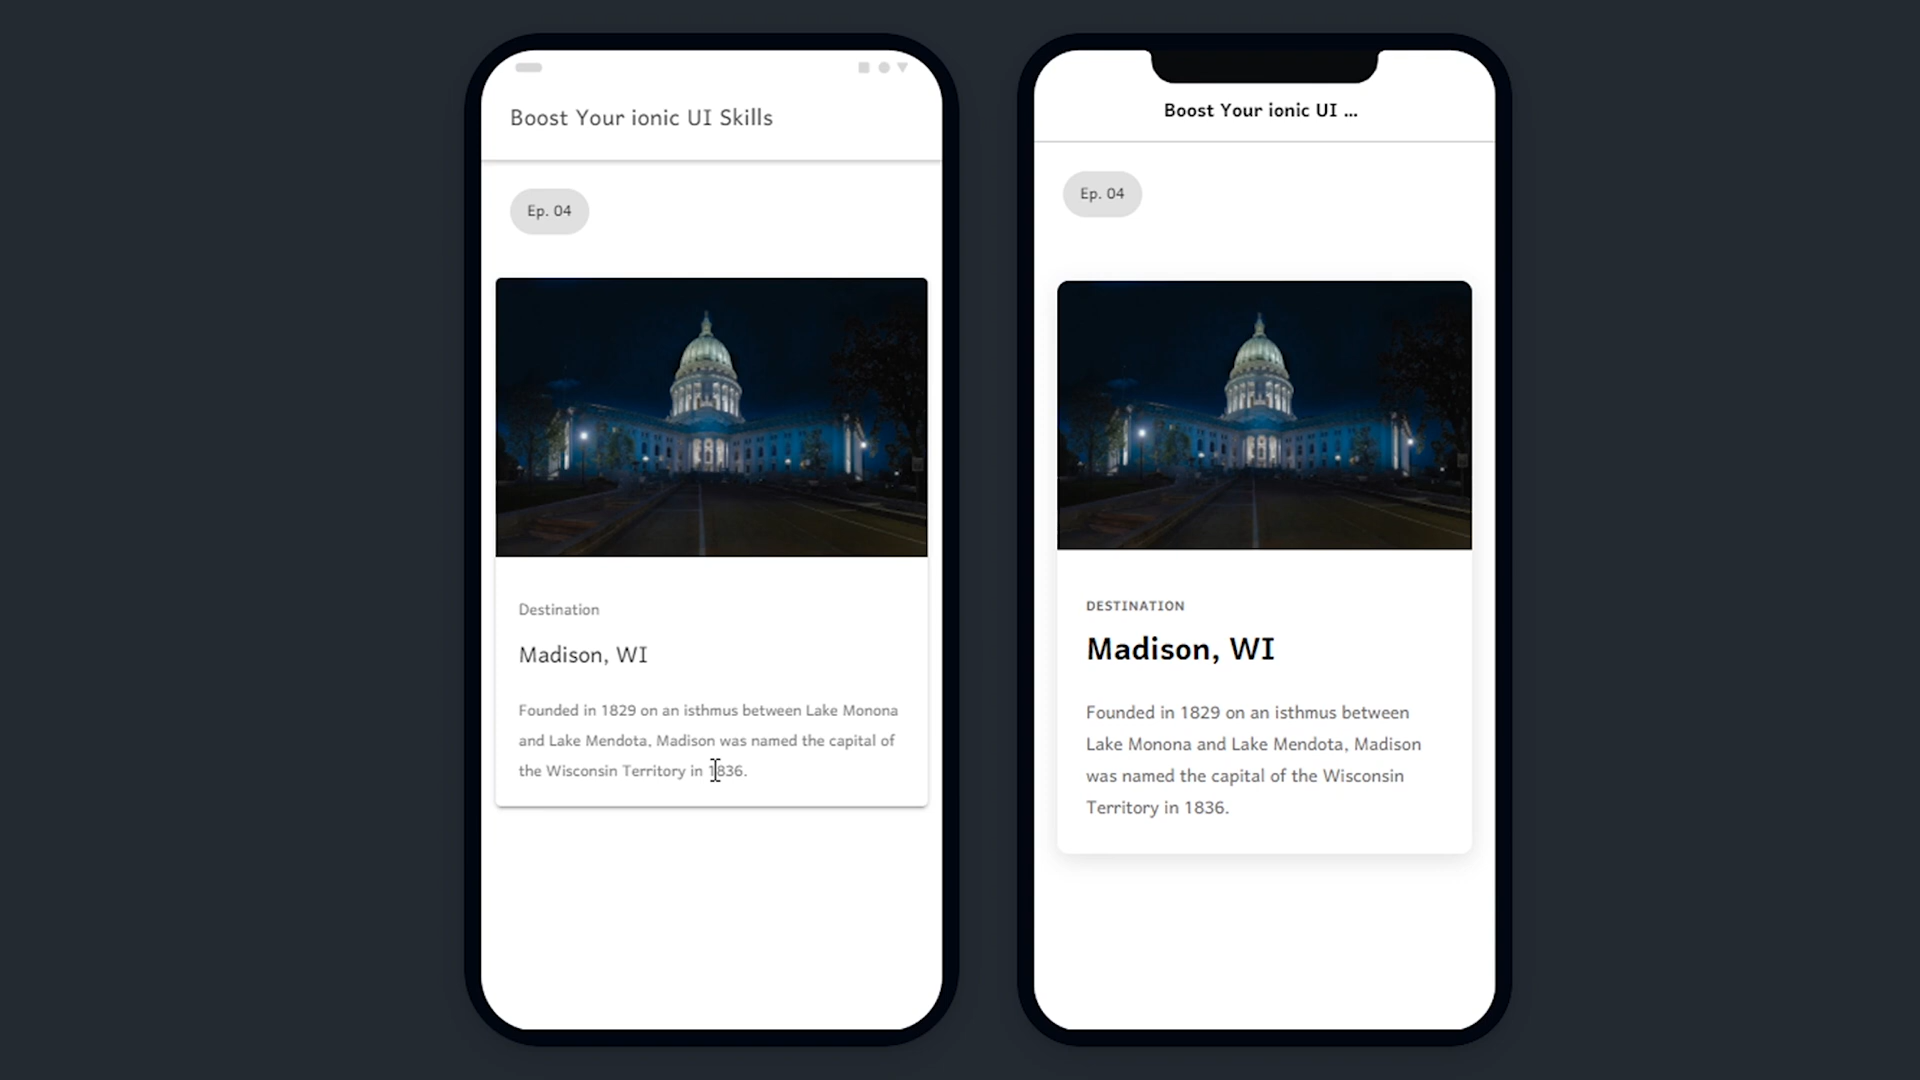 Boost Your ionic UI Skills
Ep. 04
Destination
Madison, WI
Founded in 1829 on an isthmus between Lake Monona
and Lake Mendota, Madison was named the capital of
the Wisconsin Territory in 1836.
Boost Your ionic UI ...
Ep. 04
DESTINATION
Madison, WI
Founded in 1829 on an isthmus between
Lake Monona and Lake Mendota, Madison
was named the capital of the Wisconsin
Territory in 1836.